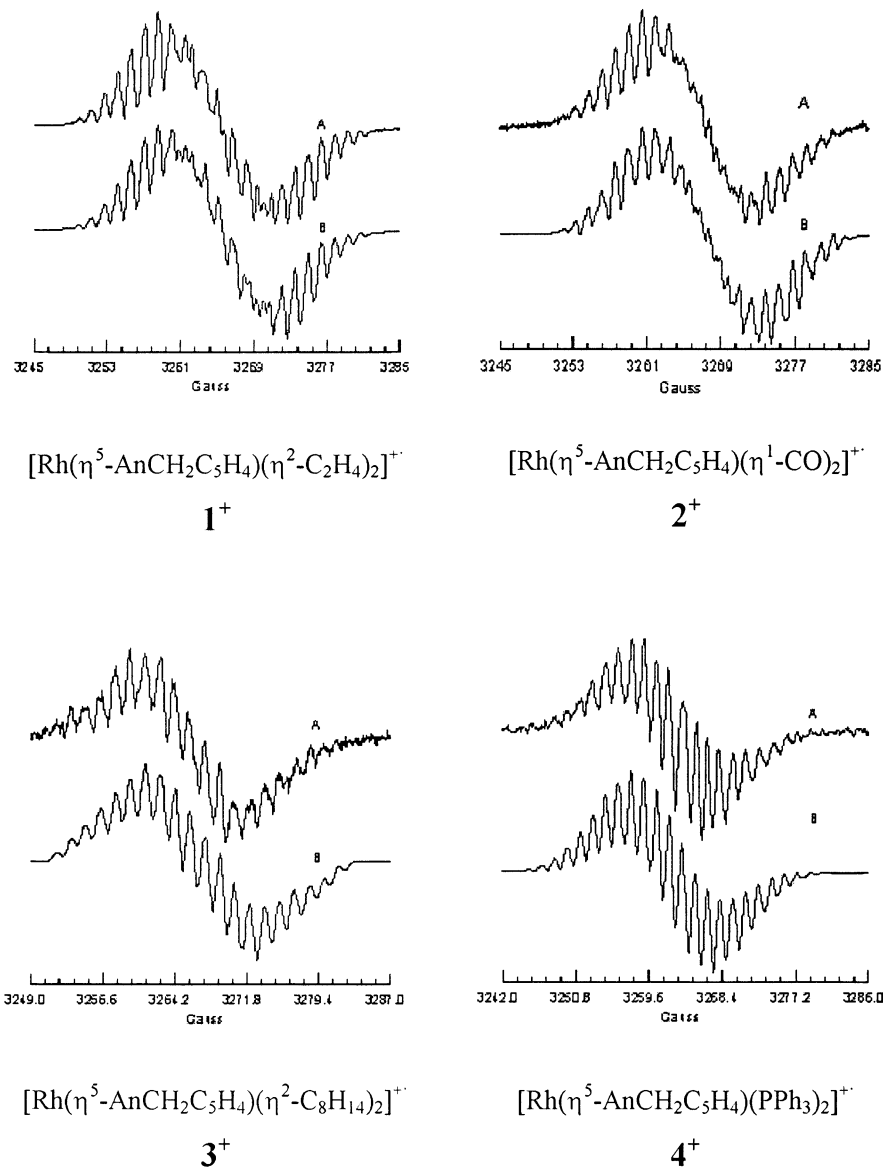 A
B
3245 3253 3261 3269 3277 3285
Gauss
A
B
3245 3253 3261 3269 3277 3285
Gauss
[Rh(η⁵-AnCH₂C₅H₄)(η²-C₂H₄)₂]⁺·
1⁺
[Rh(η⁵-AnCH₂C₅H₄)(η¹-CO)₂]⁺·
2⁺
A
B
3249.0 3256.6 3264.2 3271.8 3279.4 3287.0
Gauss
A
B
3242.0 3250.8 3259.6 3268.4 3277.2 3286.0
Gauss
[Rh(η⁵-AnCH₂C₅H₄)(η²-C₈H₁₄)₂]⁺·
3⁺
[Rh(η⁵-AnCH₂C₅H₄)(PPh₃)₂]⁺·
4⁺